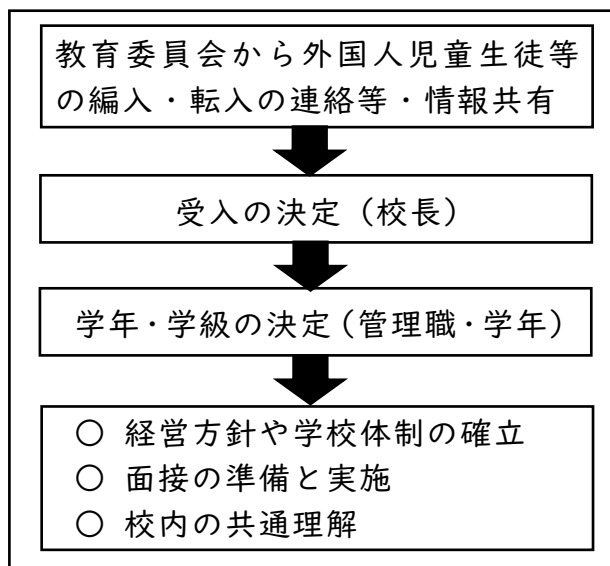 教育委員会から外国人児童生徒等
の編入・転入の連絡等・情報共有
受入の決定（校長）
学年・学級の決定（管理職・学年）
○ 経営方針や学校体制の確立
○ 面接の準備と実施
○ 校内の共通理解